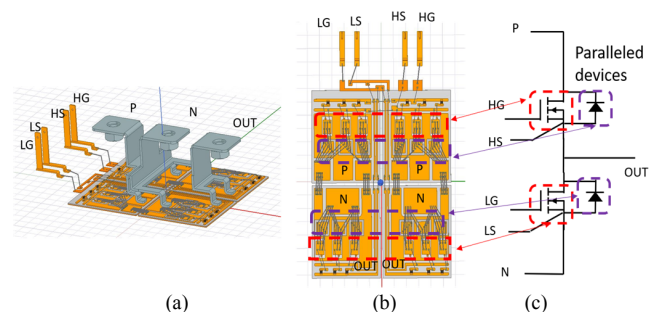 HG
HS
LS
LG
P
N
OUT
(a)
LG
LS
HS
HG
P
P
N
N
OUT
OUT
(b)
P
Paralleled
devices
HG
HS
OUT
LG
LS
N
(c)